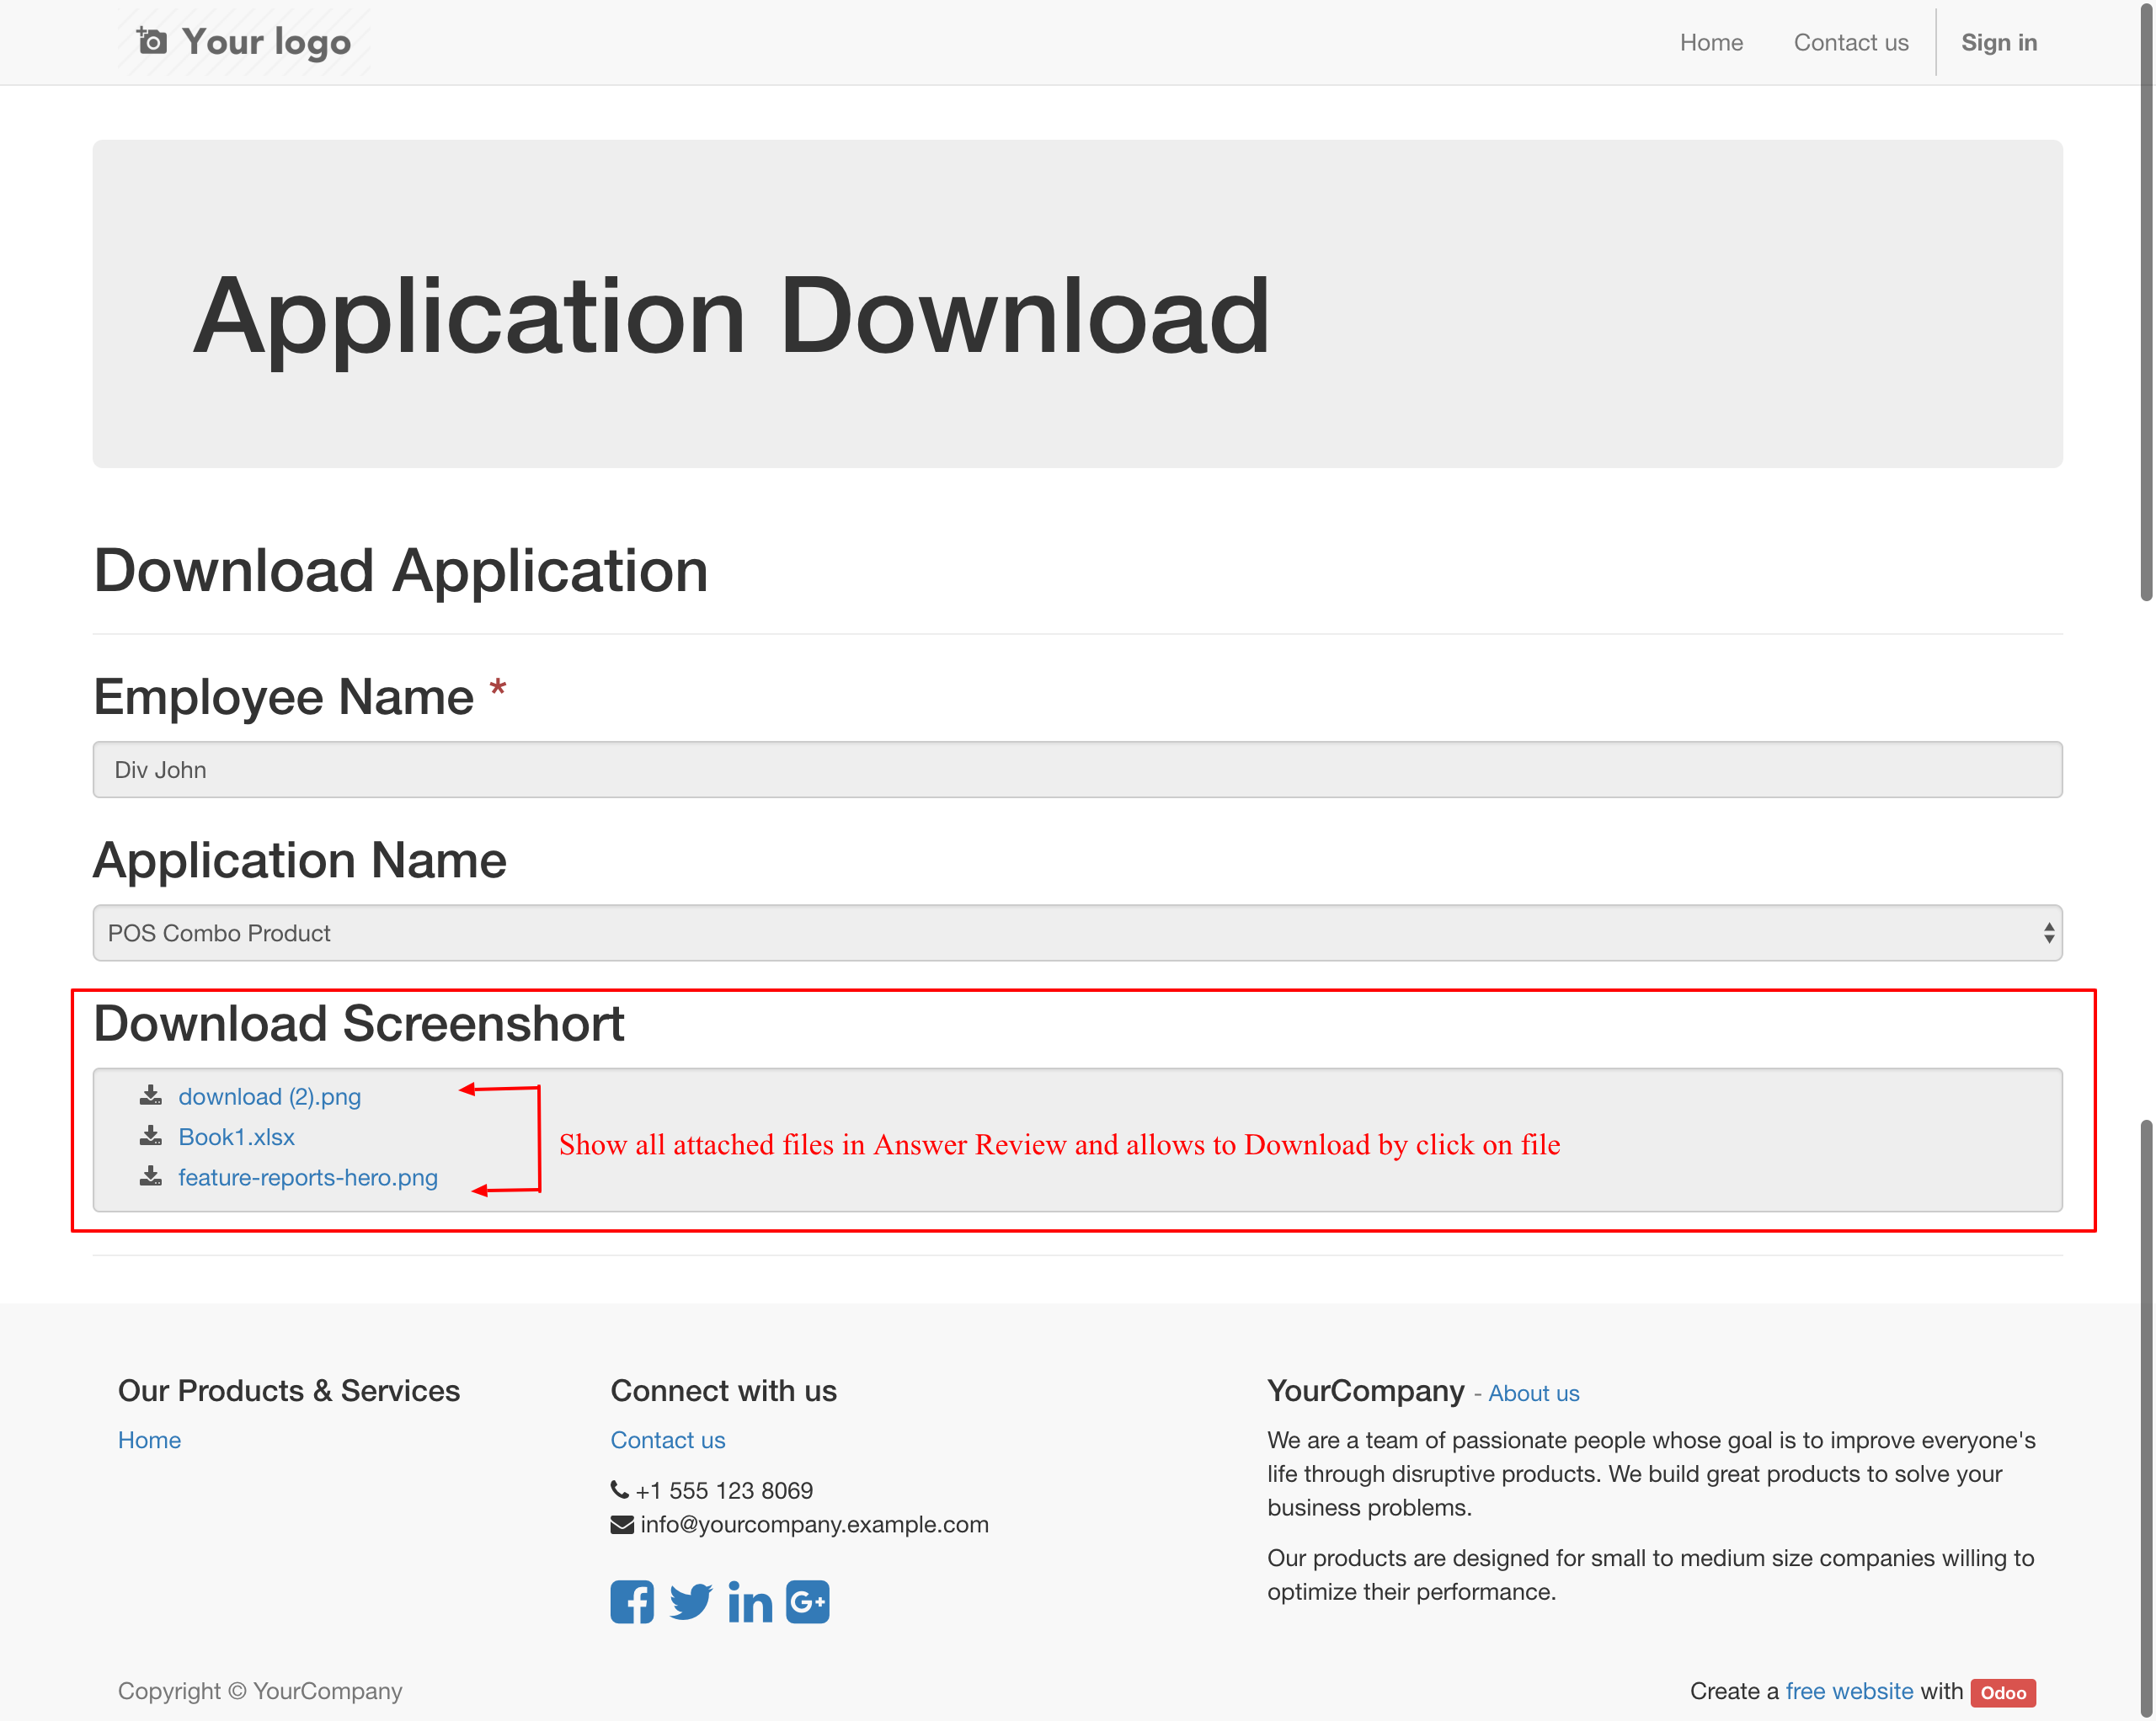 Your logo
Home
Contact us
Sign in
Application Download
Download Application
Employee Name *
Div John
Application Name
POS Combo Product
Download Screenshort
download (2).png
Book1.xlsx
feature-reports-hero.png
Show all attached files in Answer Review and allows to Download by click on file
Our Products & Services
Home
Connect with us
Contact us
+1 555 123 8069
info@yourcompany.example.com
YourCompany - About us
We are a team of passionate people whose goal is to improve everyone's
life through disruptive products. We build great products to solve your
business problems.
Our products are designed for small to medium size companies willing to
optimize their performance.
Copyright © YourCompany
Create a free website with Odoo